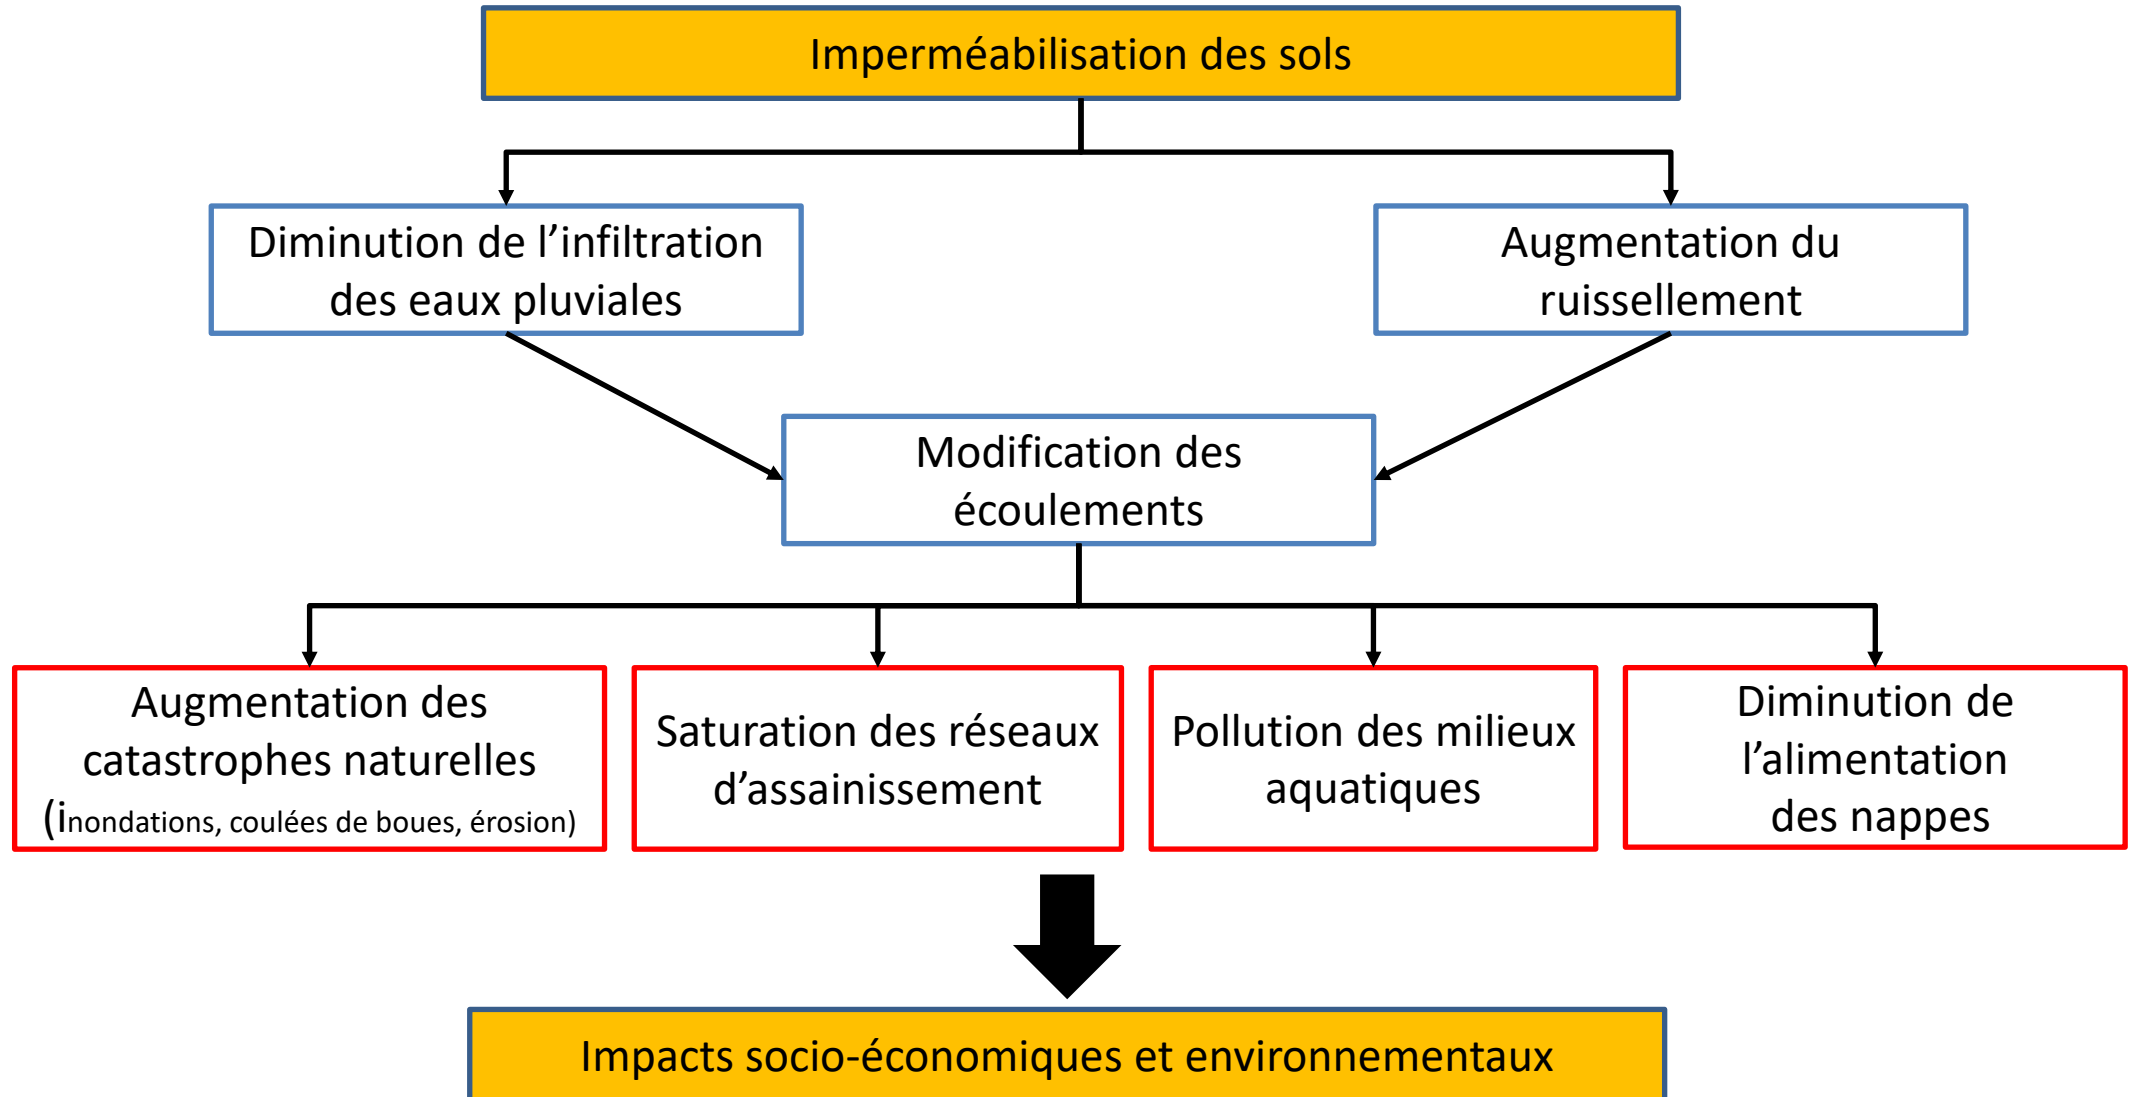 Imperméabilisation des sols
Diminution de l’infiltration
des eaux pluviales
Augmentation du
ruissellement
Modification des
écoulements
Augmentation des
catastrophes naturelles
(inondations, coulées de boues, érosion)
Saturation des réseaux
d’assainissement
Pollution des milieux
aquatiques
Diminution de
l’alimentation
des nappes
Impacts socio-économiques et environnementaux